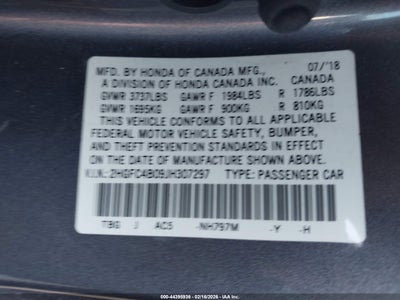 MFD. BY HONDA OF CANADA MFG., 07/'18
A DIVISION OF HONDA CANADA INC. CANADA
GVWR 3737LBS GAWR F 1984LBS R 1786LBS
GVWR 1695KG GAWR F 900KG R 810KG
THIS VEHICLE CONFORMS TO ALL APPLICABLE
FEDERAL MOTOR VEHICLE SAFETY, BUMPER,
AND THEFT PREVENTION STANDARDS IN EFFECT
ON THE DATE OF MANUFACTURE SHOWN ABOVE.
V.I.N.: 2HGFC4B09JH307297 TYPE: PASSENGER CAR
TBG J AC5 -NH797M -Y -H
000-44395936 - 02/16/2026 - IAAI.COM